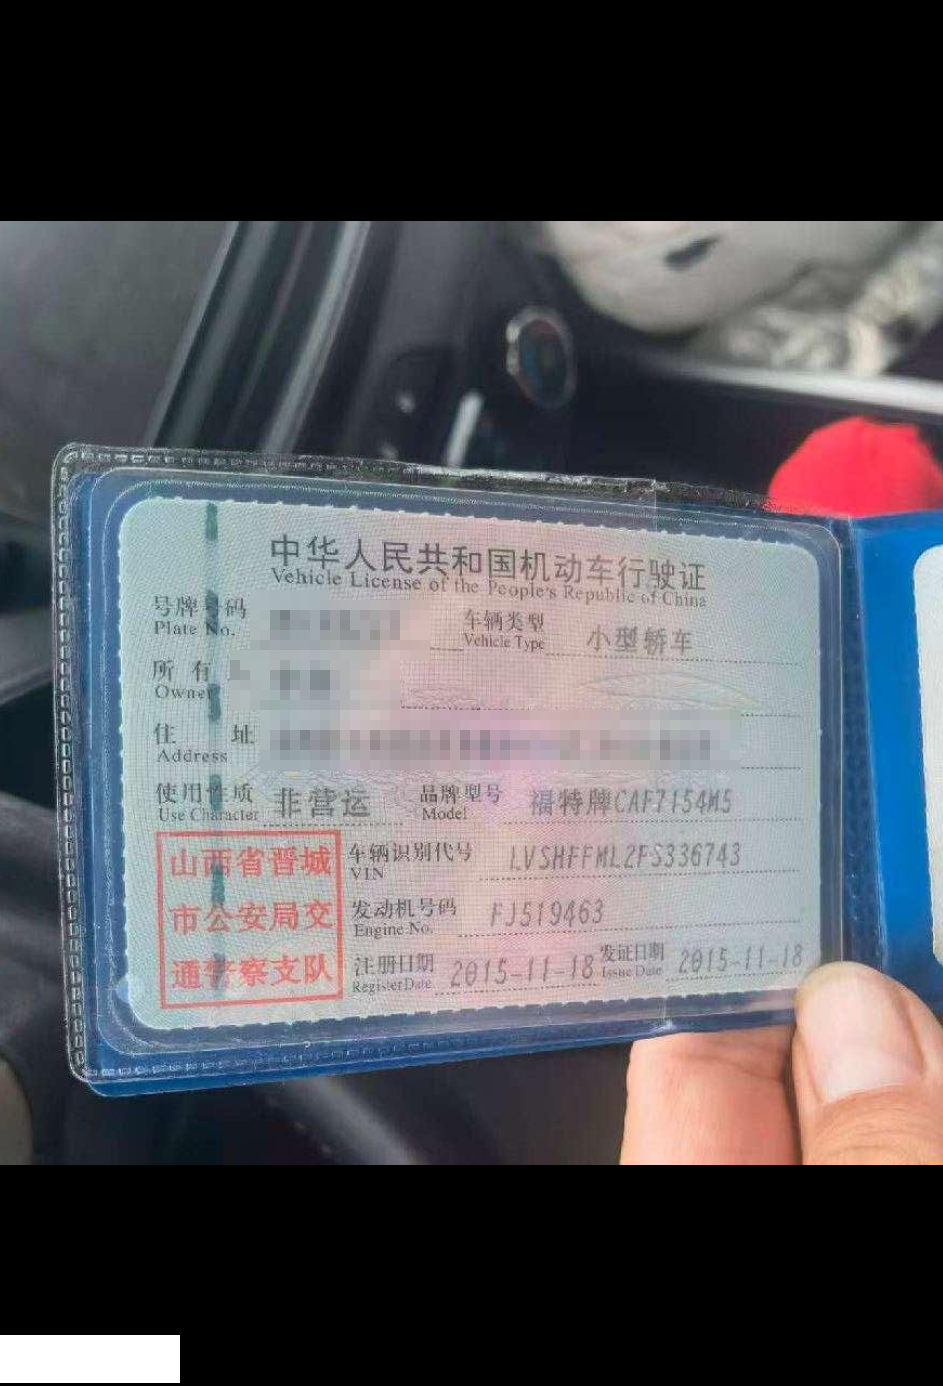 中华人民共和国机动车行驶证
Vehicle License of the People's Republic of China
号牌号码 车辆类型 小型轿车
Plate No. Vehicle Type
所有
Owner
住址
Address
使用性质 非营运 品牌型号 福特牌CAF7154M5
Use Character Model
山西省晋城 车辆识别代号 LVSHFFML2FS336743
VIN
市公安局交 发动机号码 FJ519463
Engine No.
通警察支队 注册日期 2015-11-18 发证日期 2015-11-18
Register Date Issue Date